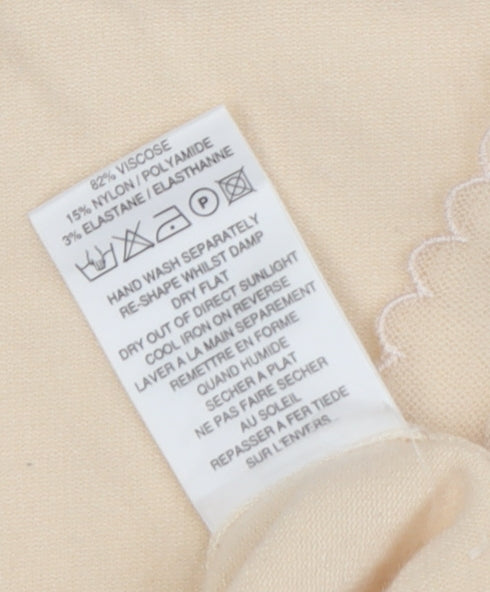 82% VISCOSE
15% NYLON / POLYAMIDE
3% ELASTANE / ELASTHANNE
P
HAND WASH SEPARATELY
RE-SHAPE WHILST DAMP
DRY FLAT
DRY OUT OF DIRECT SUNLIGHT
COOL IRON ON REVERSE
LAVER A LA MAIN SEPAREMENT
REMETTRE EN FORME
QUAND HUMIDE
SECHER A PLAT
NE PAS FAIRE SECHER
AU SOLEIL
REPASSER A FER TIEDE
SUR L'ENVERS